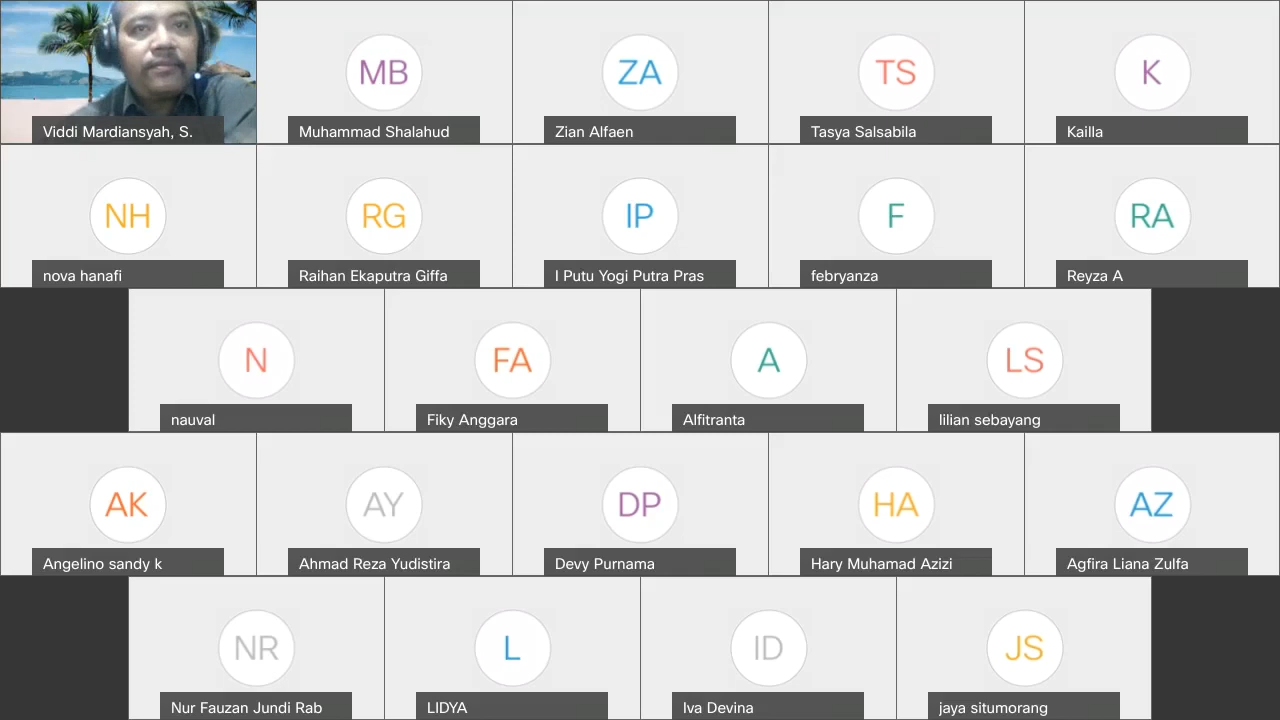 Viddi Mardiansyah, S.
MB
Muhammad Shalahud
ZA
Zian Alfaen
TS
Tasya Salsabila
K
Kailla
NH
nova hanafi
RG
Raihan Ekaputra Giffa
IP
I Putu Yogi Putra Pras
F
febryanza
RA
Reyza A
N
nauval
FA
Fiky Anggara
A
Alfitranta
LS
lilian sebayang
AK
Angelino sandy k
AY
Ahmad Reza Yudistira
DP
Devy Purnama
HA
Hary Muhamad Azizi
AZ
Agfira Liana Zulfa
NR
Nur Fauzan Jundi Rab
L
LIDYA
ID
Iva Devina
JS
jaya situmorang